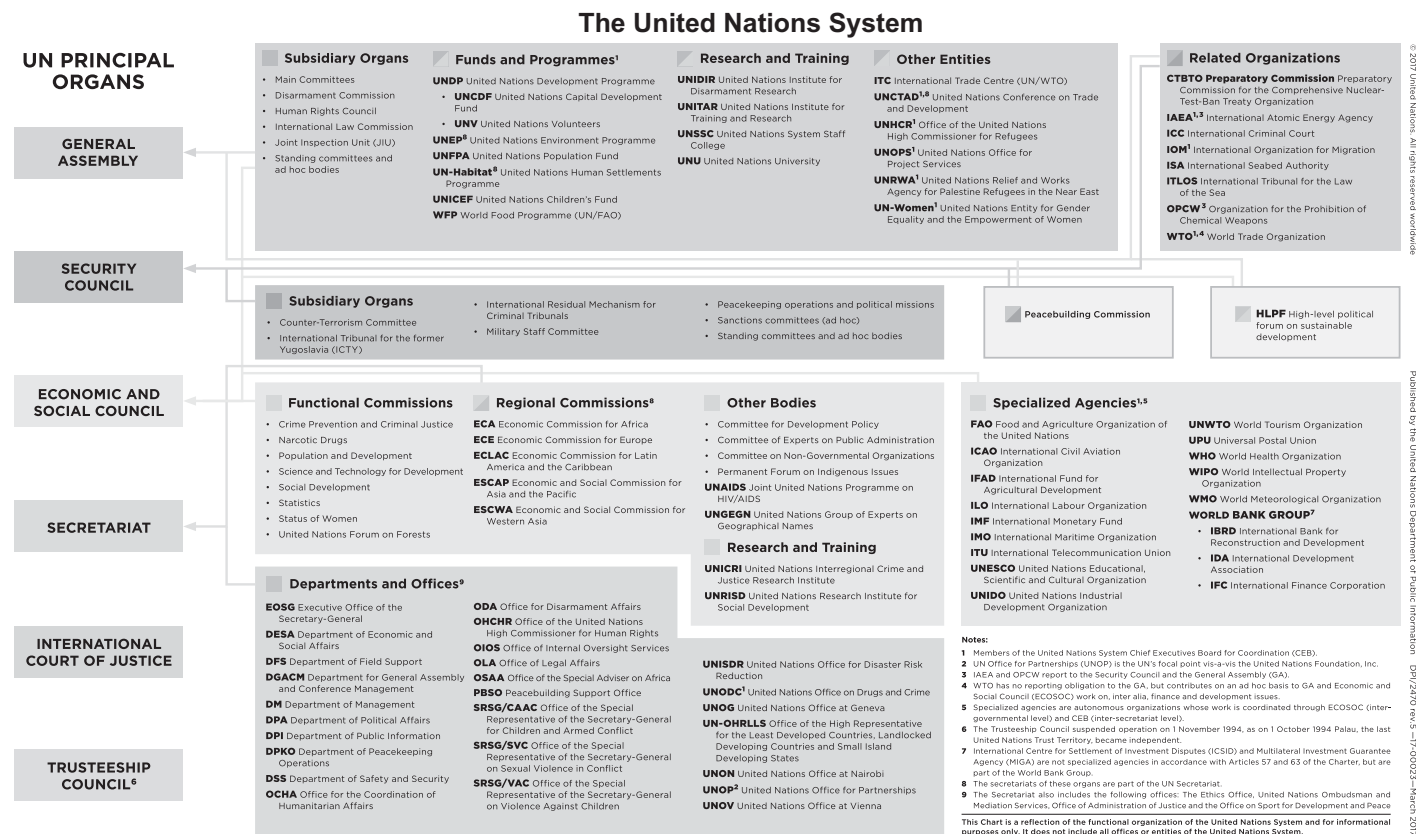 The United Nations System
UN PRINCIPAL
ORGANS
GENERAL
ASSEMBLY
SECURITY
COUNCIL
ECONOMIC AND
SOCIAL COUNCIL
SECRETARIAT
INTERNATIONAL
COURT OF JUSTICE
TRUSTEESHIP
COUNCIL⁶
Subsidiary Organs
• Main Committees
• Disarmament Commission
• Human Rights Council
• International Law Commission
• Joint Inspection Unit (JIU)
• Standing committees and
ad hoc bodies
Funds and Programmes¹
UNDP United Nations Development Programme
• UNCDF United Nations Capital Development
Fund
• UNV United Nations Volunteers
UNEP⁸ United Nations Environment Programme
UNFPA United Nations Population Fund
UN-Habitat⁸ United Nations Human Settlements
Programme
UNICEF United Nations Children's Fund
WFP World Food Programme (UN/FAO)
Research and Training
UNIDIR United Nations Institute for
Disarmament Research
UNITAR United Nations Institute for
Training and Research
UNSSC United Nations System Staff
College
UNU United Nations University
Other Entities
ITC International Trade Centre (UN/WTO)
UNCTAD¹,⁸ United Nations Conference on Trade
and Development
UNHCR¹ Office of the United Nations
High Commissioner for Refugees
UNOPS¹ United Nations Office for
Project Services
UNRWA¹ United Nations Relief and Works
Agency for Palestine Refugees in the Near East
UN-Women¹ United Nations Entity for Gender
Equality and the Empowerment of Women
Related Organizations
CTBTO Preparatory Commission Preparatory
Commission for the Comprehensive Nuclear-
Test-Ban Treaty Organization
IAEA¹,³ International Atomic Energy Agency
ICC International Criminal Court
IOM¹ International Organization for Migration
ISA International Seabed Authority
ITLOS International Tribunal for the Law
of the Sea
OPCW³ Organization for the Prohibition of
Chemical Weapons
WTO¹,⁴ World Trade Organization
Subsidiary Organs
• Counter-Terrorism Committee
• International Tribunal for the former
Yugoslavia (ICTY)
• International Residual Mechanism for
Criminal Tribunals
• Military Staff Committee
• Peacekeeping operations and political missions
• Sanctions committees (ad hoc)
• Standing committees and ad hoc bodies
Peacebuilding Commission
HLPF High-level political
forum on sustainable
development
Functional Commissions
• Crime Prevention and Criminal Justice
• Narcotic Drugs
• Population and Development
• Science and Technology for Development
• Social Development
• Statistics
• Status of Women
• United Nations Forum on Forests
Regional Commissions⁸
ECA Economic Commission for Africa
ECE Economic Commission for Europe
ECLAC Economic Commission for Latin
America and the Caribbean
ESCAP Economic and Social Commission for
Asia and the Pacific
ESCWA Economic and Social Commission for
Western Asia
Other Bodies
• Committee for Development Policy
• Committee of Experts on Public Administration
• Committee on Non-Governmental Organizations
• Permanent Forum on Indigenous Issues
UNAIDS Joint United Nations Programme on
HIV/AIDS
UNGEGN United Nations Group of Experts on
Geographical Names
Research and Training
UNICRI United Nations Interregional Crime and
Justice Research Institute
UNRISD United Nations Research Institute for
Social Development
Specialized Agencies¹,⁵
FAO Food and Agriculture Organization of
the United Nations
ICAO International Civil Aviation
Organization
IFAD International Fund for
Agricultural Development
ILO International Labour Organization
IMF International Monetary Fund
IMO International Maritime Organization
ITU International Telecommunication Union
UNESCO United Nations Educational,
Scientific and Cultural Organization
UNIDO United Nations Industrial
Development Organization
UNWTO World Tourism Organization
UPU Universal Postal Union
WHO World Health Organization
WIPO World Intellectual Property
Organization
WMO World Meteorological Organization
WORLD BANK GROUP⁷
• IBRD International Bank for
Reconstruction and Development
• IDA International Development
Association
• IFC International Finance Corporation
Departments and Offices⁹
EOSG Executive Office of the
Secretary-General
DESA Department of Economic and
Social Affairs
DFS Department of Field Support
DGACM Department for General Assembly
and Conference Management
DM Department of Management
DPA Department of Political Affairs
DPI Department of Public Information
DPKO Department of Peacekeeping
Operations
DSS Department of Safety and Security
OCHA Office for the Coordination of
Humanitarian Affairs
ODA Office for Disarmament Affairs
OHCHR Office of the United Nations
High Commissioner for Human Rights
OIOS Office of Internal Oversight Services
OLA Office of Legal Affairs
OSAA Office of the Special Adviser on Africa
PBSO Peacebuilding Support Office
SRSG/CAAC Office of the Special
Representative of the Secretary-General
for Children and Armed Conflict
SRSG/SVC Office of the Special
Representative of the Secretary-General
on Sexual Violence in Conflict
SRSG/VAC Office of the Special
Representative of the Secretary-General
on Violence Against Children
UNISDR United Nations Office for Disaster Risk
Reduction
UNODC¹ United Nations Office on Drugs and Crime
UNOG United Nations Office at Geneva
UN-OHRLLS Office of the High Representative
for the Least Developed Countries, Landlocked
Developing Countries and Small Island
Developing States
UNON United Nations Office at Nairobi
UNOP² United Nations Office for Partnerships
UNOV United Nations Office at Vienna
Notes:
1 Members of the United Nations System Chief Executives Board for Coordination (CEB).
2 UN Office for Partnerships (UNOP) is the UN's focal point vis-a-vis the United Nations Foundation, Inc.
3 IAEA and OPCW report to the Security Council and the General Assembly (GA).
4 WTO has no reporting obligation to the GA, but contributes on an ad hoc basis to GA and Economic and
Social Council (ECOSOC) work on, inter alia, finance and development issues.
5 Specialized agencies are autonomous organizations whose work is coordinated through ECOSOC (inter-
governmental level) and CEB (inter-secretariat level).
6 The Trusteeship Council suspended operation on 1 November 1994, as on 1 October 1994 Palau, the last
United Nations Trust Territory, became independent.
7 International Centre for Settlement of Investment Disputes (ICSID) and Multilateral Investment Guarantee
Agency (MIGA) are not specialized agencies in accordance with Articles 57 and 63 of the Charter, but are
part of the World Bank Group.
8 The secretariats of these organs are part of the UN Secretariat.
9 The Secretariat also includes the following offices: The Ethics Office, United Nations Ombudsman and
Mediation Services, Office of Administration of Justice and the Office on Sport for Development and Peace
This Chart is a reflection of the functional organization of the United Nations System and for informational
purposes only. It does not include all offices or entities of the United Nations System.
© 2017 United Nations. All rights reserved worldwide
Published by the United Nations Department of Public Information DPI/2470 rev.5 —17-00023—March 2017